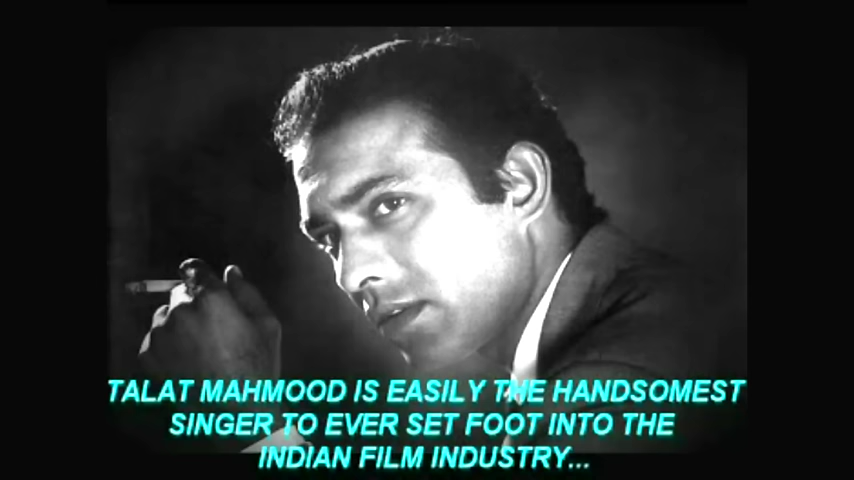 TALAT MAHMOOD IS EASILY THE HANDSOMEST
SINGER TO EVER SET FOOT INTO THE
INDIAN FILM INDUSTRY...